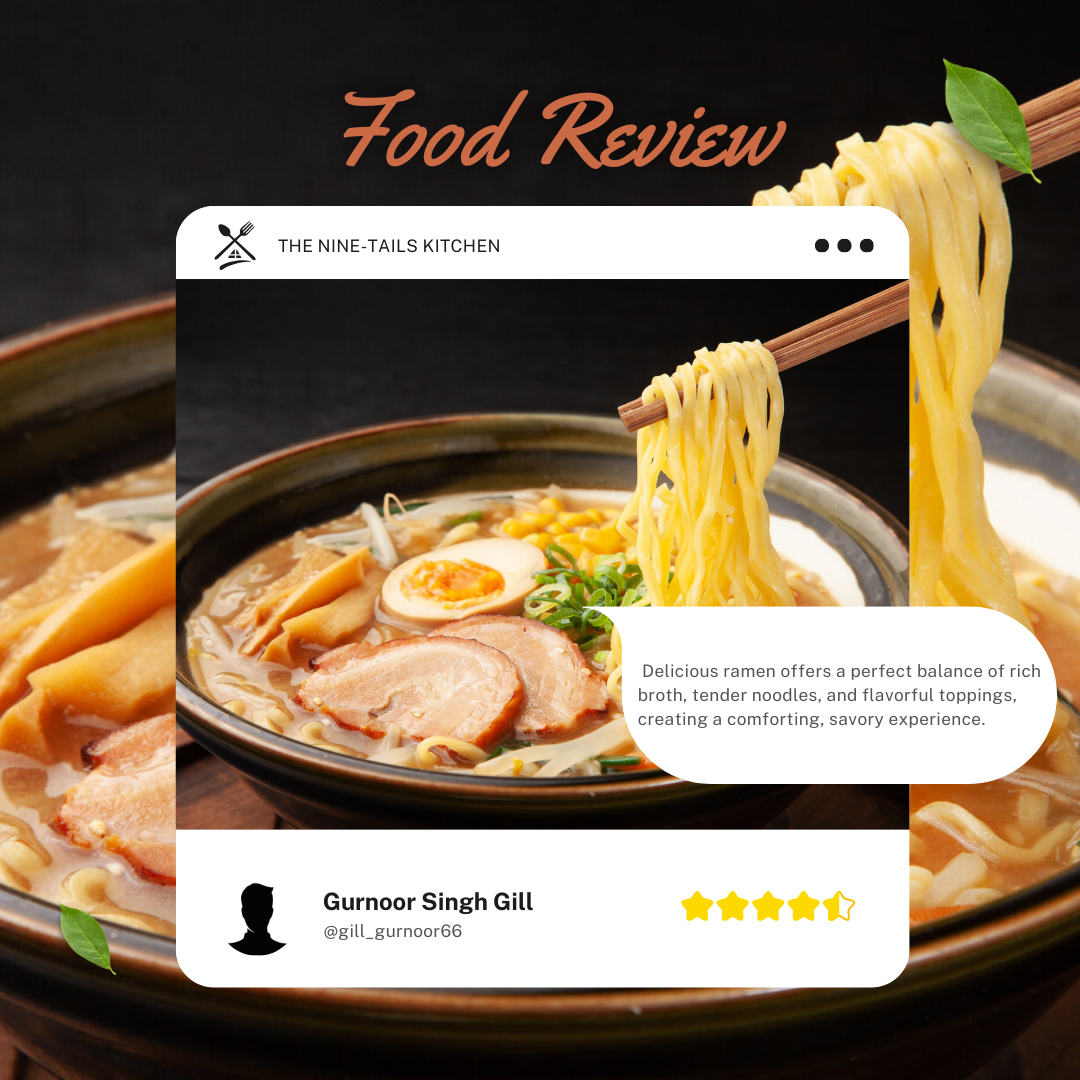 Food Review
THE NINE-TAILS KITCHEN
Delicious ramen offers a perfect balance of rich
broth, tender noodles, and flavorful toppings,
creating a comforting, savory experience.
Gurnoor Singh Gill
@gill_gurnoor66